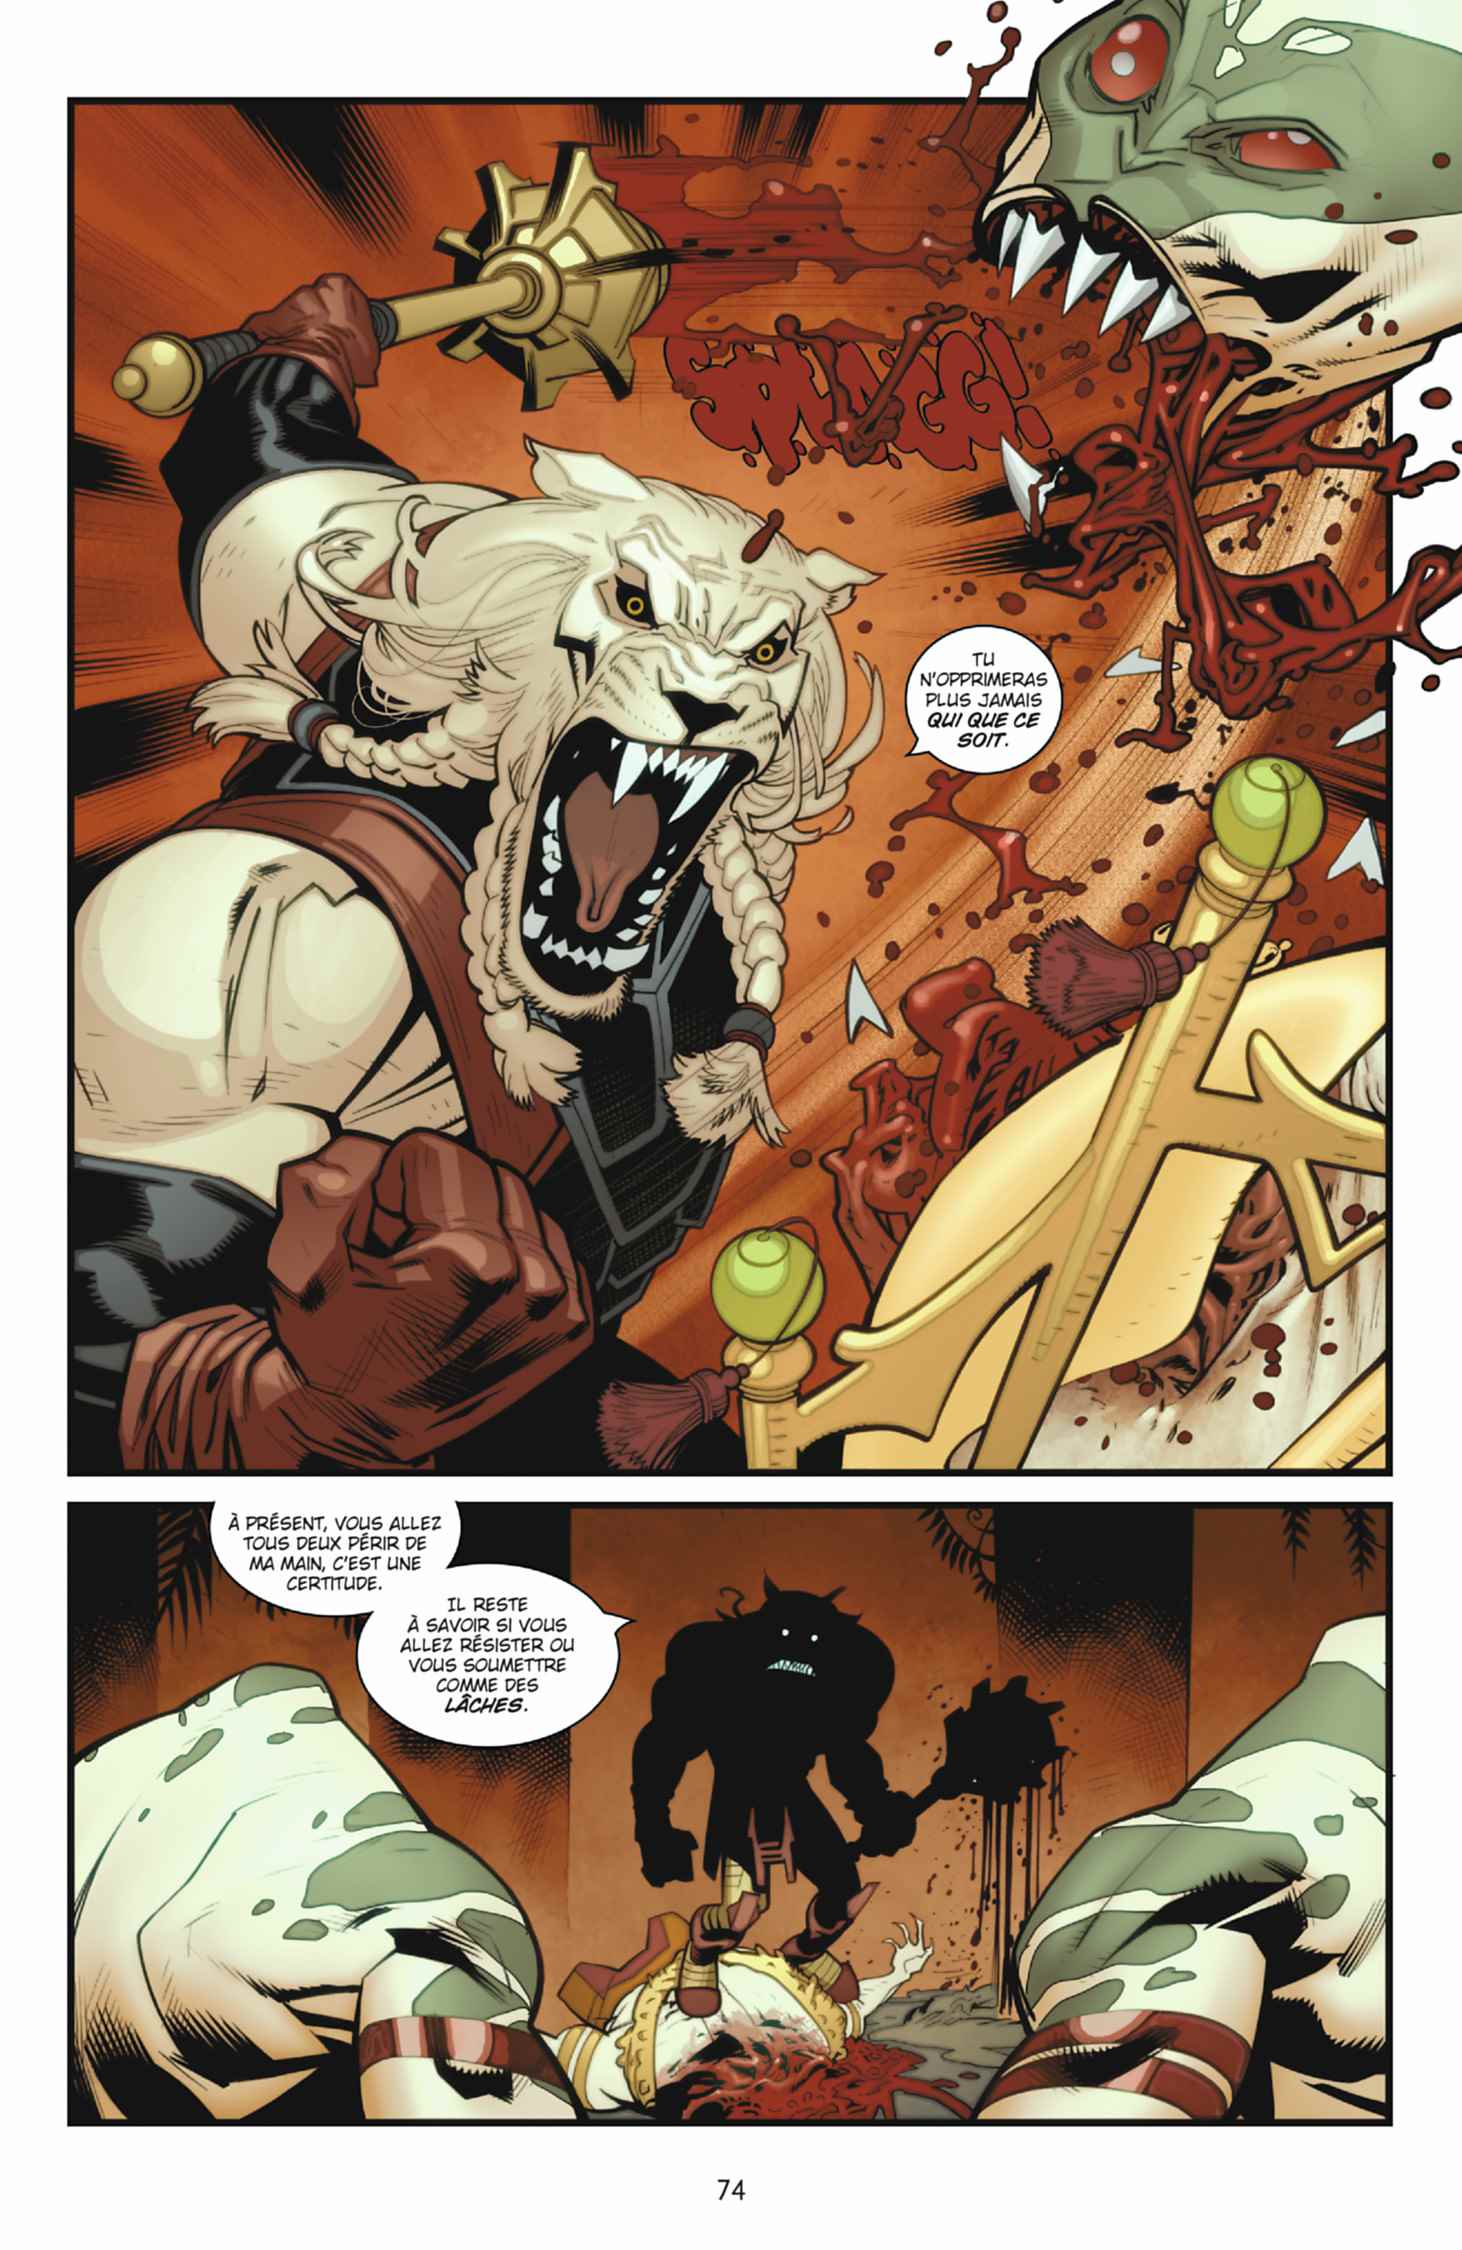 SPLAGG!
TU
N'OPPRIMERAS
PLUS JAMAIS
QUI QUE CE
SOIT.
À PRÉSENT, VOUS ALLEZ
TOUS DEUX PÉRIR DE
MA MAIN, C'EST UNE
CERTITUDE.
IL RESTE
À SAVOIR SI VOUS
ALLEZ RÉSISTER OU
VOUS SOUMETTRE
COMME DES
LÂCHES.
74